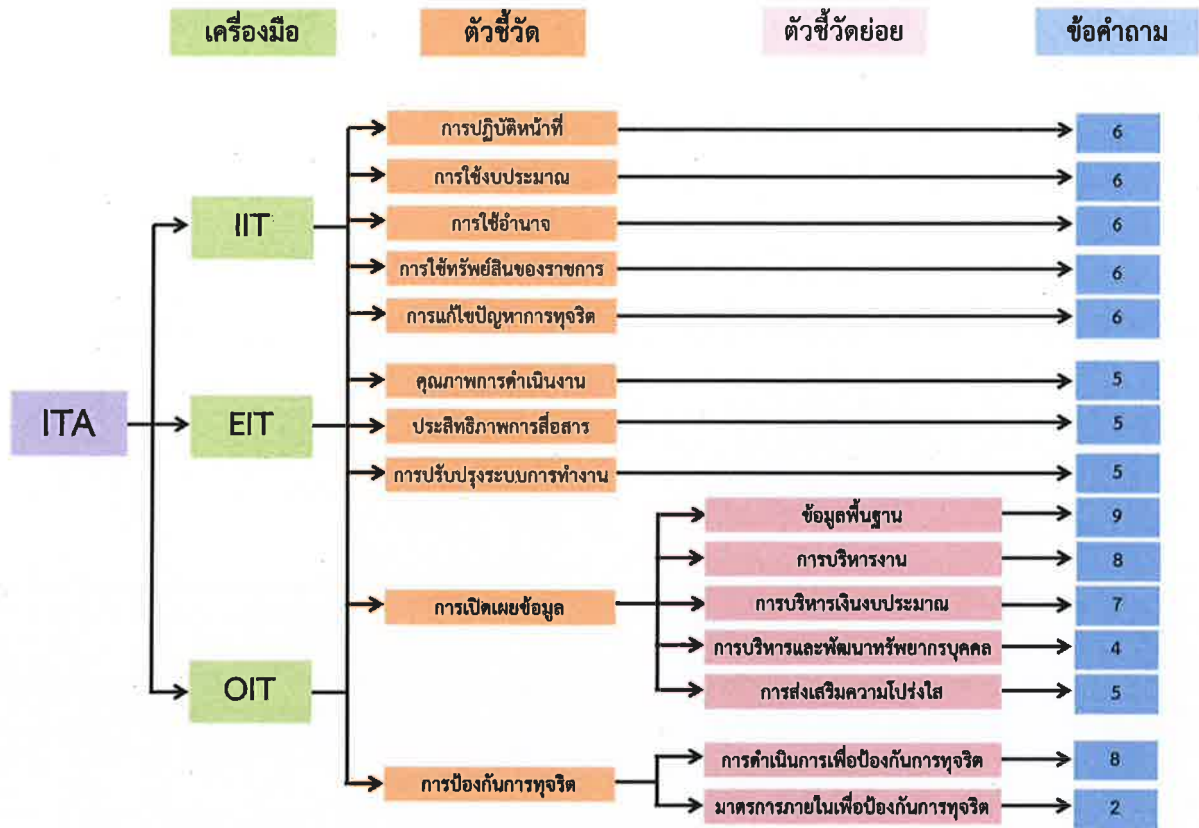 เครื่องมือ ตัวชี้วัด ตัวชี้วัดย่อย ข้อคำถาม
การปฏิบัติหน้าที่ 6
การใช้งบประมาณ 6
IIT การใช้อำนาจ 6
การใช้ทรัพย์สินของราชการ 6
การแก้ไขปัญหาการทุจริต 6
คุณภาพการดำเนินงาน 5
ITA EIT ประสิทธิภาพการสื่อสาร 5
การปรับปรุงระบบการทำงาน 5
ข้อมูลพื้นฐาน 9
การบริหารงาน 8
การเปิดเผยข้อมูล การบริหารเงินงบประมาณ 7
การบริหารและพัฒนาทรัพยากรบุคคล 4
OIT การส่งเสริมความโปร่งใส 5
การดำเนินการเพื่อป้องกันการทุจริต 8
การป้องกันการทุจริต
มาตรการภายในเพื่อป้องกันการทุจริต 2